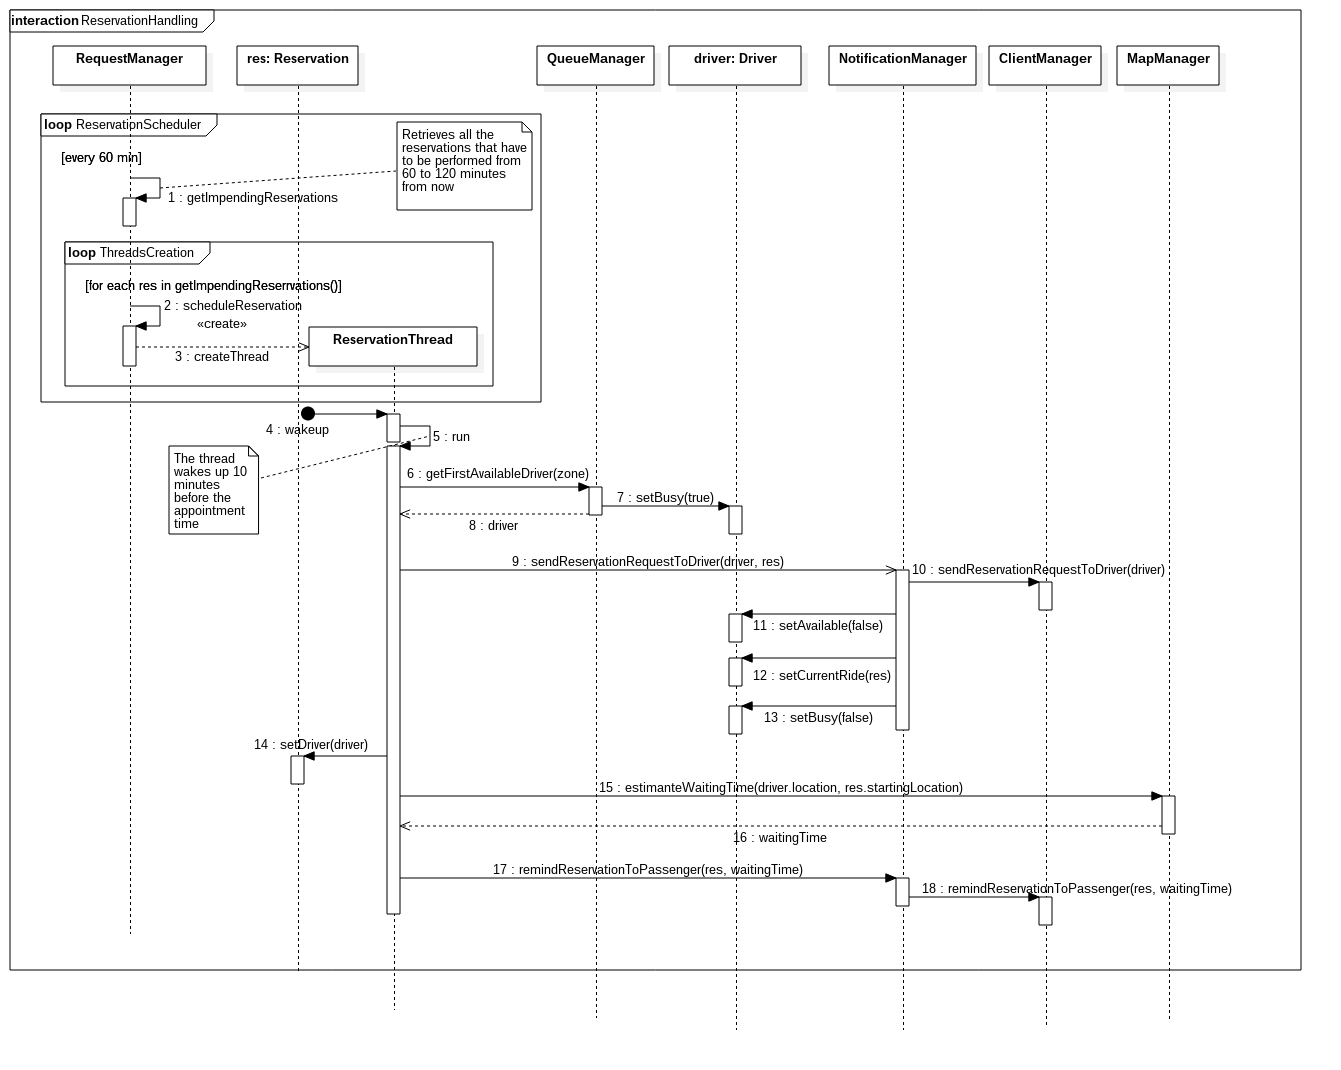 interaction ReservationHandling
RequestManager
res: Reservation
QueueManager
driver: Driver
NotificationManager
ClientManager
MapManager
loop ReservationScheduler
[every 60 min]
Retrieves all the
reservations that have
to be performed from
60 to 120 minutes
from now
1 : getImpendingReservations
loop ThreadsCreation
[for each res in getImpendingReserrvations()]
2 : scheduleReservation
«create»
ReservationThread
3 : createThread
4 : wakeup
5 : run
The thread
wakes up 10
minutes
before the
appointment
time
6 : getFirstAvailableDriver(zone)
7 : setBusy(true)
8 : driver
9 : sendReservationRequestToDriver(driver, res)
10 : sendReservationRequestToDriver(driver)
11 : setAvailable(false)
12 : setCurrentRide(res)
13 : setBusy(false)
14 : setDriver(driver)
15 : estimanteWaitingTime(driver.location, res.startingLocation)
16 : waitingTime
17 : remindReservationToPassenger(res, waitingTime)
18 : remindReservationToPassenger(res, waitingTime)